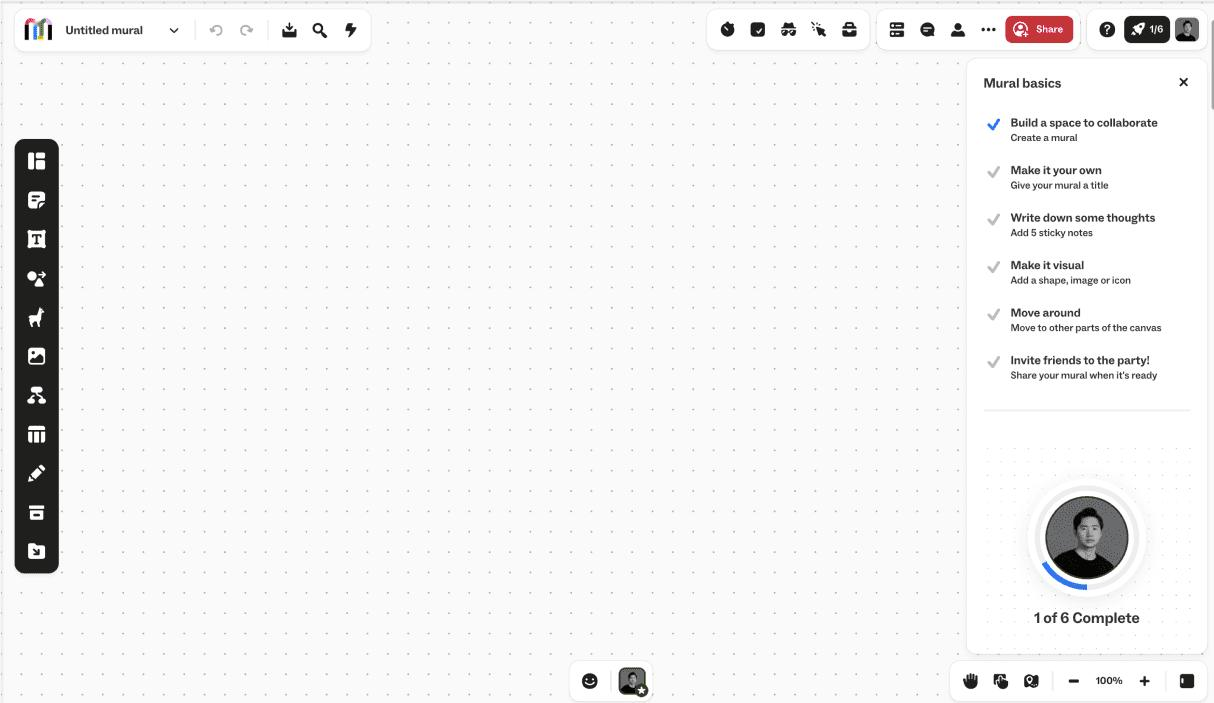 Untitled mural
Share
1/6
Mural basics
Build a space to collaborate
Create a mural
Make it your own
Give your mural a title
Write down some thoughts
Add 5 sticky notes
Make it visual
Add a shape, image or icon
Move around
Move to other parts of the canvas
Invite friends to the party!
Share your mural when it's ready
1 of 6 Complete
100%